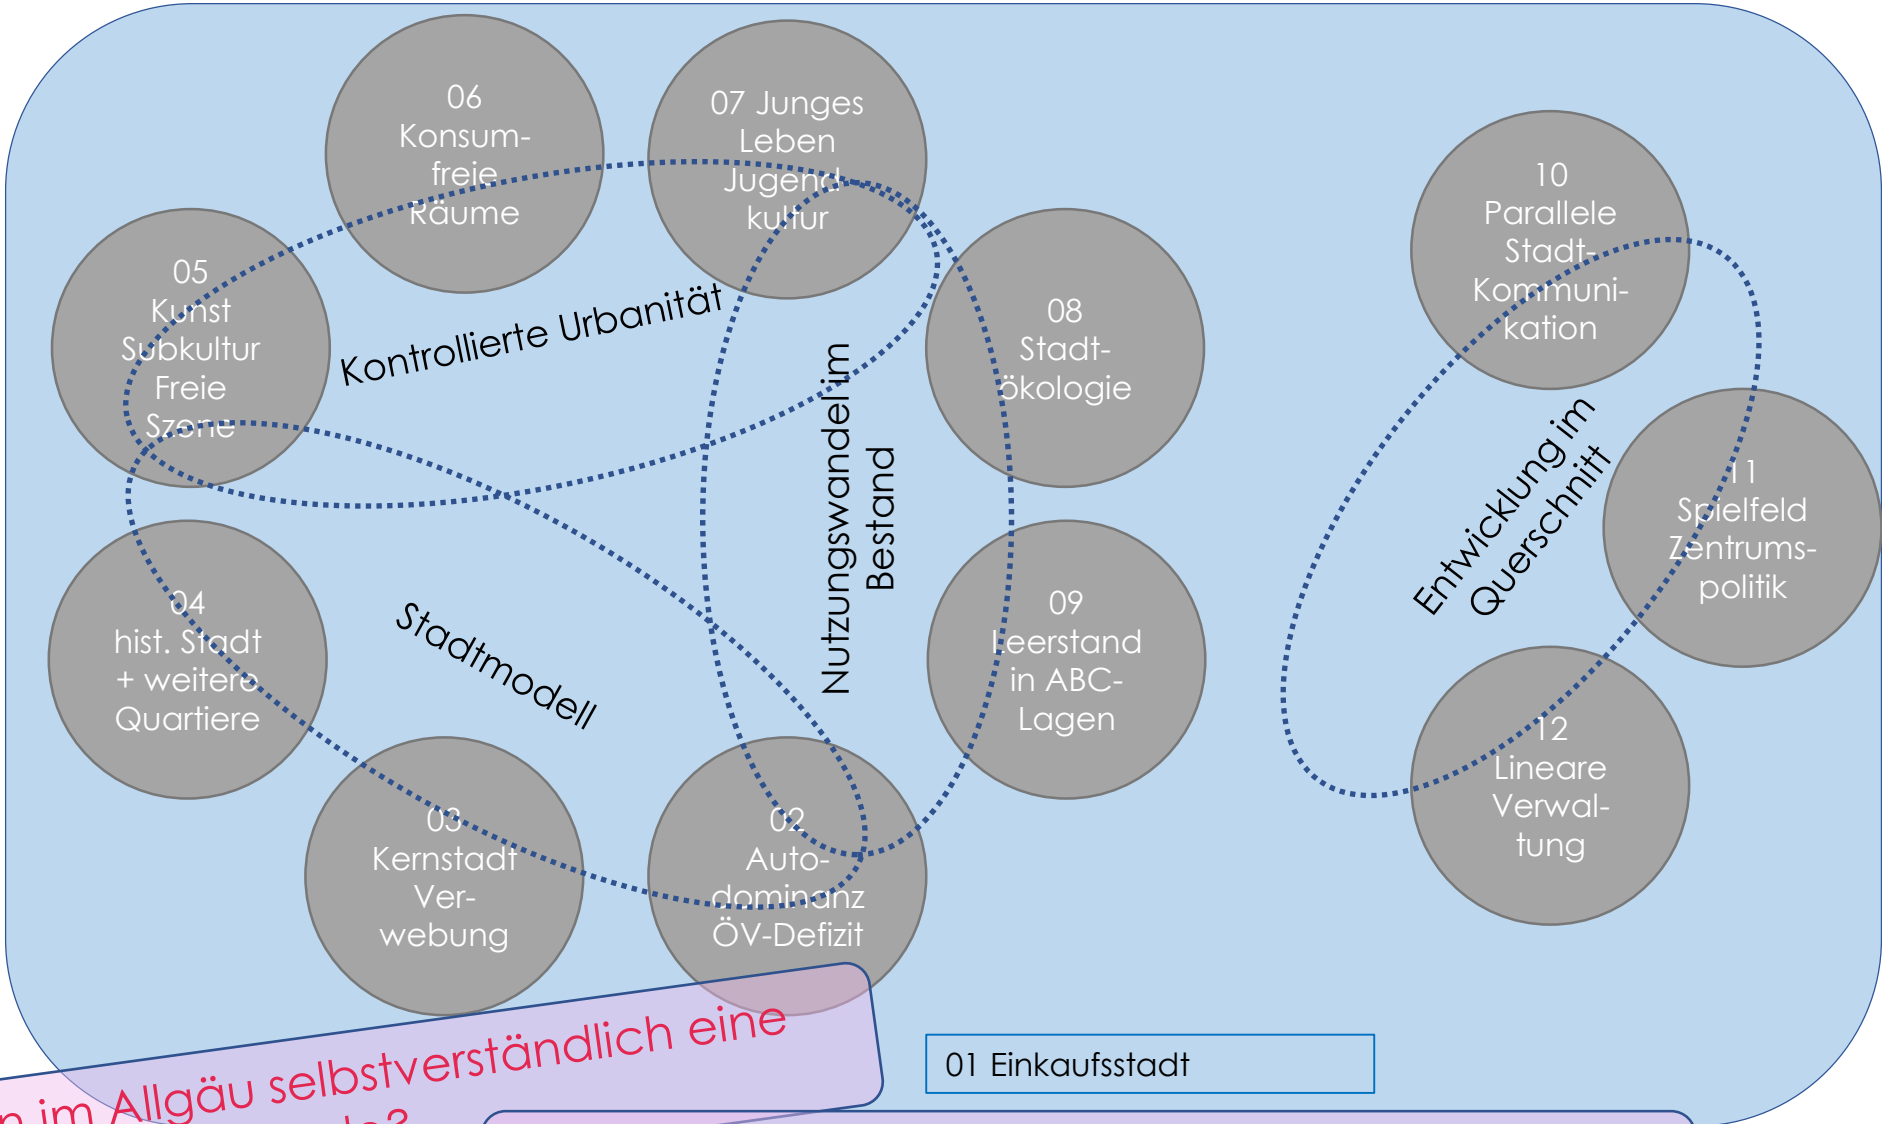 06
Konsum-
freie
Räume
07 Junges
Leben
Jugend-
kultur
05
Kunst
Subkultur
Freie
Szene
Kontrollierte Urbanität
08
Stadt-
ökologie
10
Parallele
Stadt-
Kommuni-
kation
Nutzungswandel im
Bestand
Entwicklung im
Querschnitt
11
Spielfeld
Zentrums-
politik
04
hist. Stadt
+ weitere
Quartiere
Stadtmodell
09
Leerstand
in ABC-
Lagen
03
Kernstadt
Ver-
webung
02
Auto-
dominanz
ÖV-Defizit
12
Lineare
Verwal-
tung
im Allgäu selbstverständlich eine
01 Einkaufsstadt